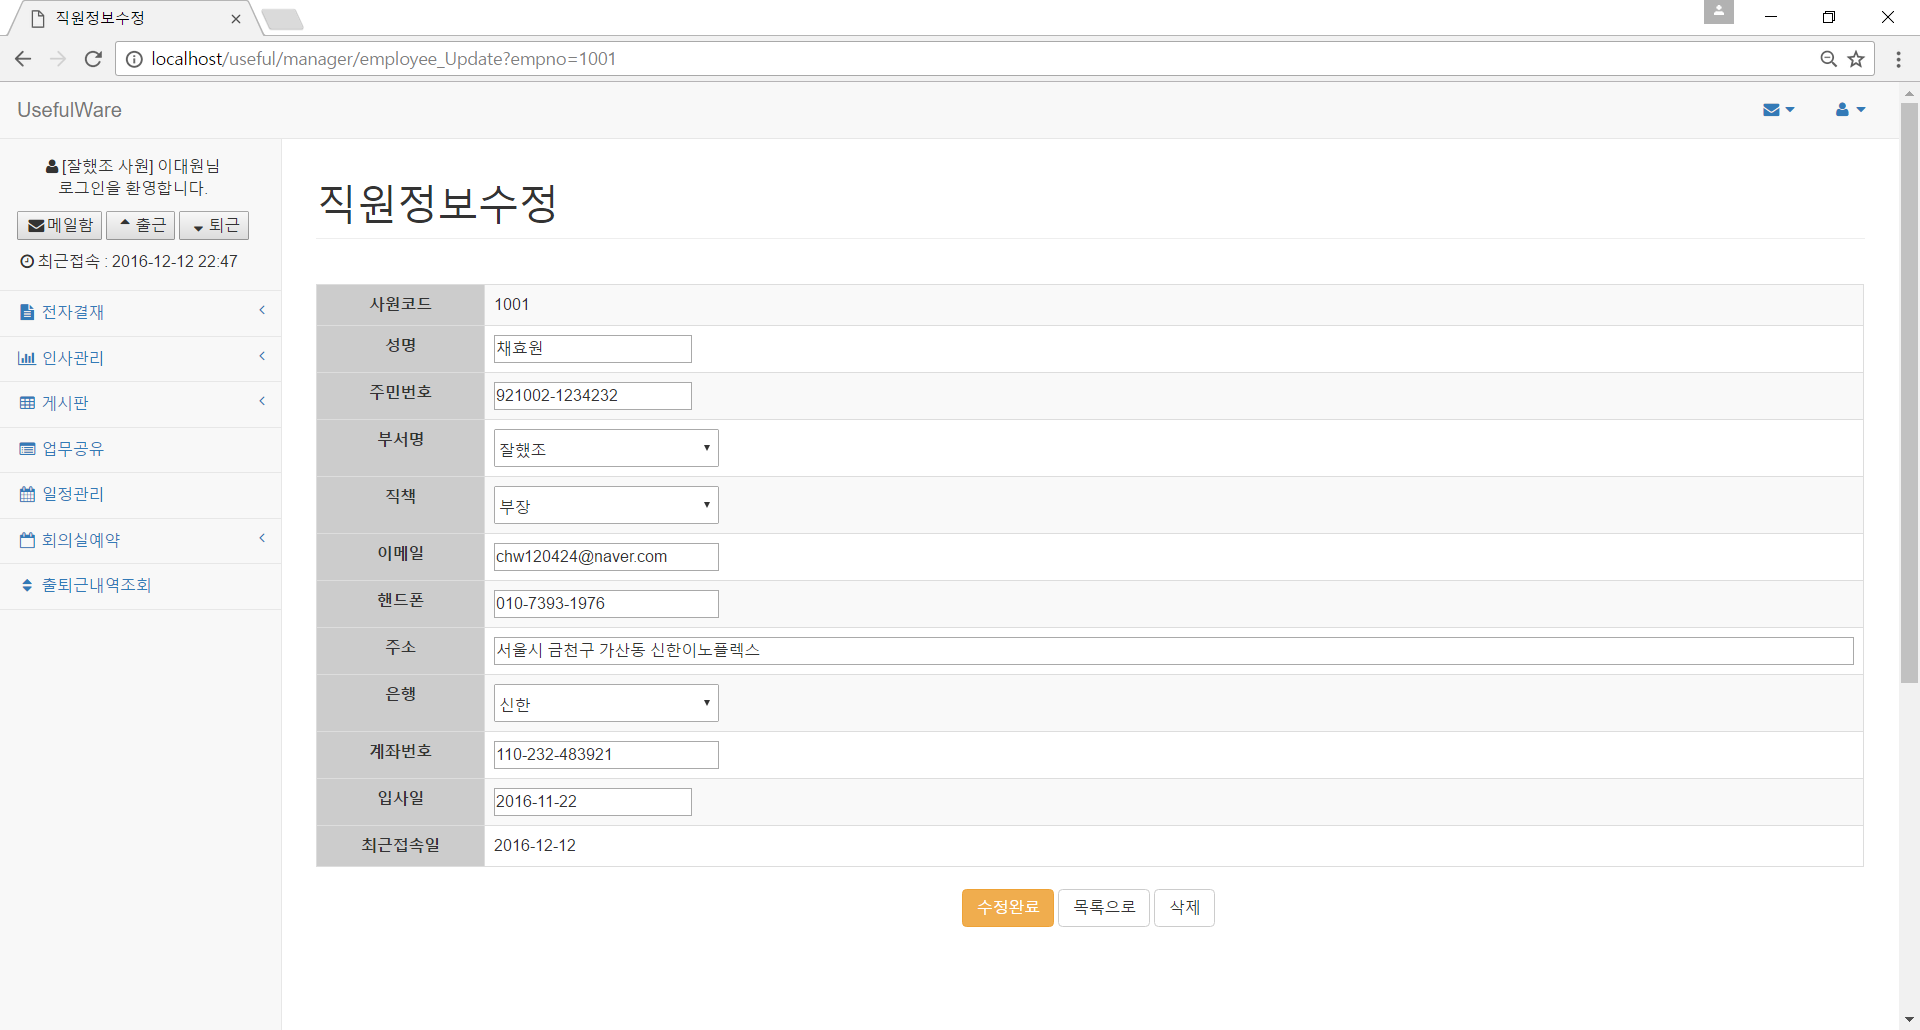 직원정보수정
localhost/useful/manager/employee_Update?empno=1001
UsefulWare
[잘했조 사원] 이대원님
로그인을 환영합니다.
메일함 출근 퇴근
최근접속 : 2016-12-12 22:47
전자결재
인사관리
게시판
업무공유
일정관리
회의실예약
출퇴근내역조회
직원정보수정
사원코드 1001
성명 채효원
주민번호 921002-1234232
부서명 잘했조
직책 부장
이메일 chw120424@naver.com
핸드폰 010-7393-1976
주소 서울시 금천구 가산동 신한이노플렉스
은행 신한
계좌번호 110-232-483921
입사일 2016-11-22
최근접속일 2016-12-12
수정완료 목록으로 삭제